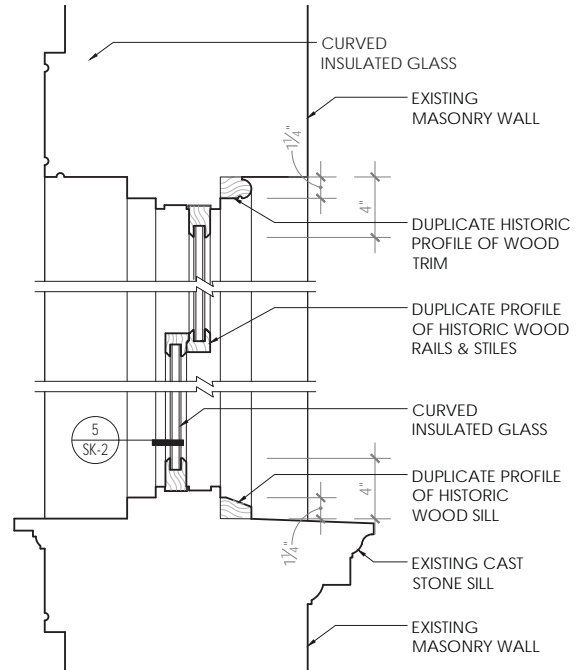 CURVED
INSULATED GLASS
EXISTING
MASONRY WALL
1¼"
4"
DUPLICATE HISTORIC
PROFILE OF WOOD
TRIM
DUPLICATE PROFILE
OF HISTORIC WOOD
RAILS & STILES
CURVED
INSULATED GLASS
5
SK-2
DUPLICATE PROFILE
OF HISTORIC
WOOD SILL
4"
1¼"
EXISTING CAST
STONE SILL
EXISTING
MASONRY WALL